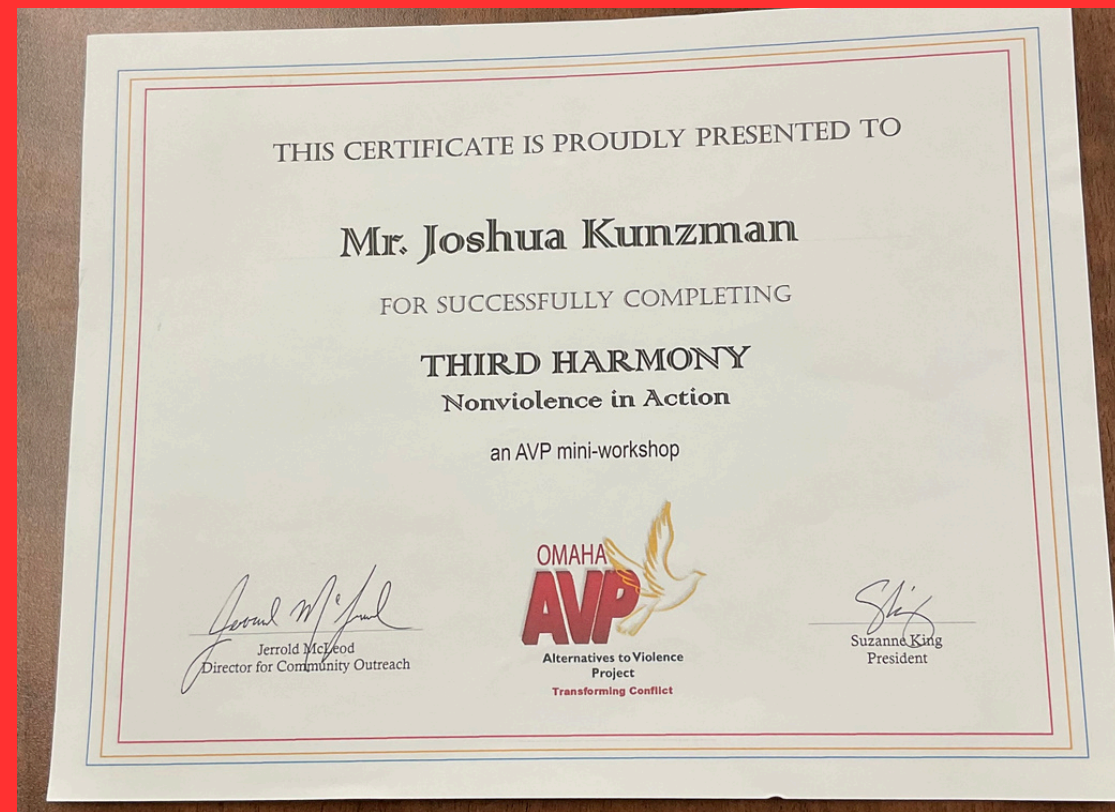 THIS CERTIFICATE IS PROUDLY PRESENTED TO
Mr. Joshua Kunzman
FOR SUCCESSFULLY COMPLETING
THIRD HARMONY
Nonviolence in Action
an AVP mini-workshop
OMAHA
AVP
Alternatives to Violence
Project
Transforming Conflict
Jerrold McLeod
Director for Community Outreach
Suzanne King
President